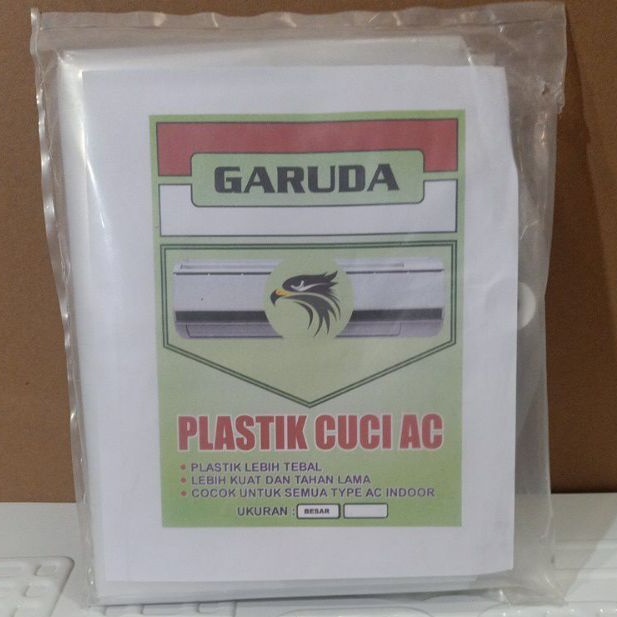 GARUDA
PLASTIK CUCI AC
• PLASTIK LEBIH TEBAL
• LEBIH KUAT DAN TAHAN LAMA
• COCOK UNTUK SEMUA TYPE AC INDOOR
UKURAN : BESAR